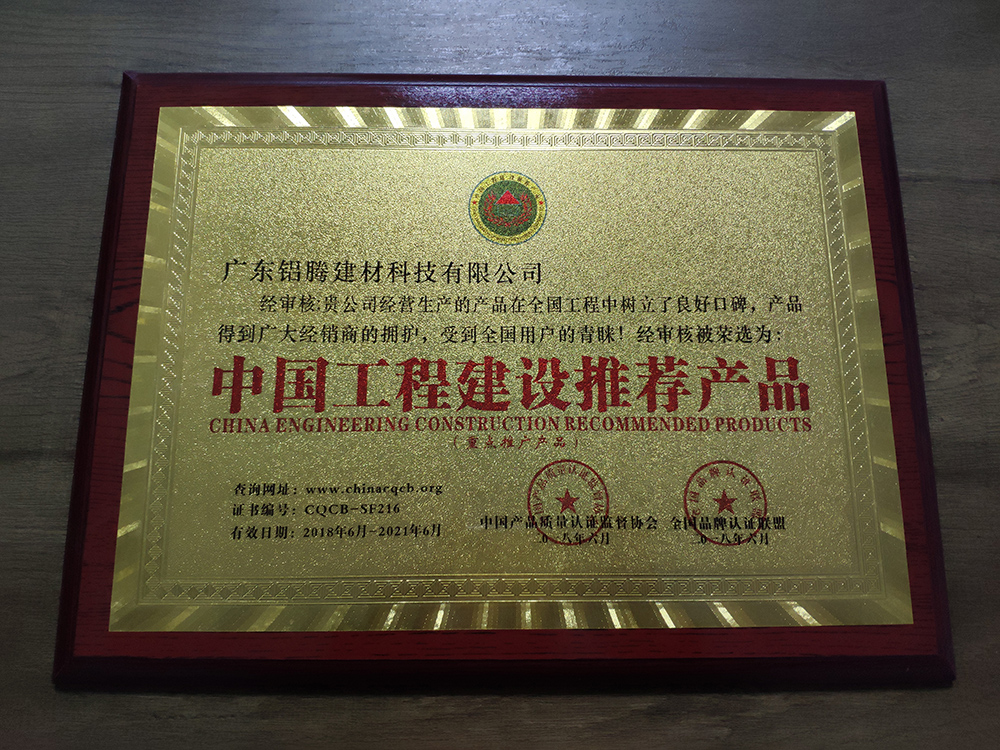 广东铝腾建材科技有限公司
经审核:贵公司经营生产的产品在全国工程中树立了良好口碑，产品
得到广大经销商的拥护，受到全国用户的青睐！经审核被荣选为：
中国工程建设推荐产品
CHINA ENGINEERING CONSTRUCTION RECOMMENDED PRODUCTS
（重点推广产品）
查询网址：www.chinacqcb.org
证书编号：CQCB-SF216
有效日期：2018年6月-2021年6月
中国产品质量认证监督协会 全国品牌认证联盟
二0一八年六月 二0一八年六月